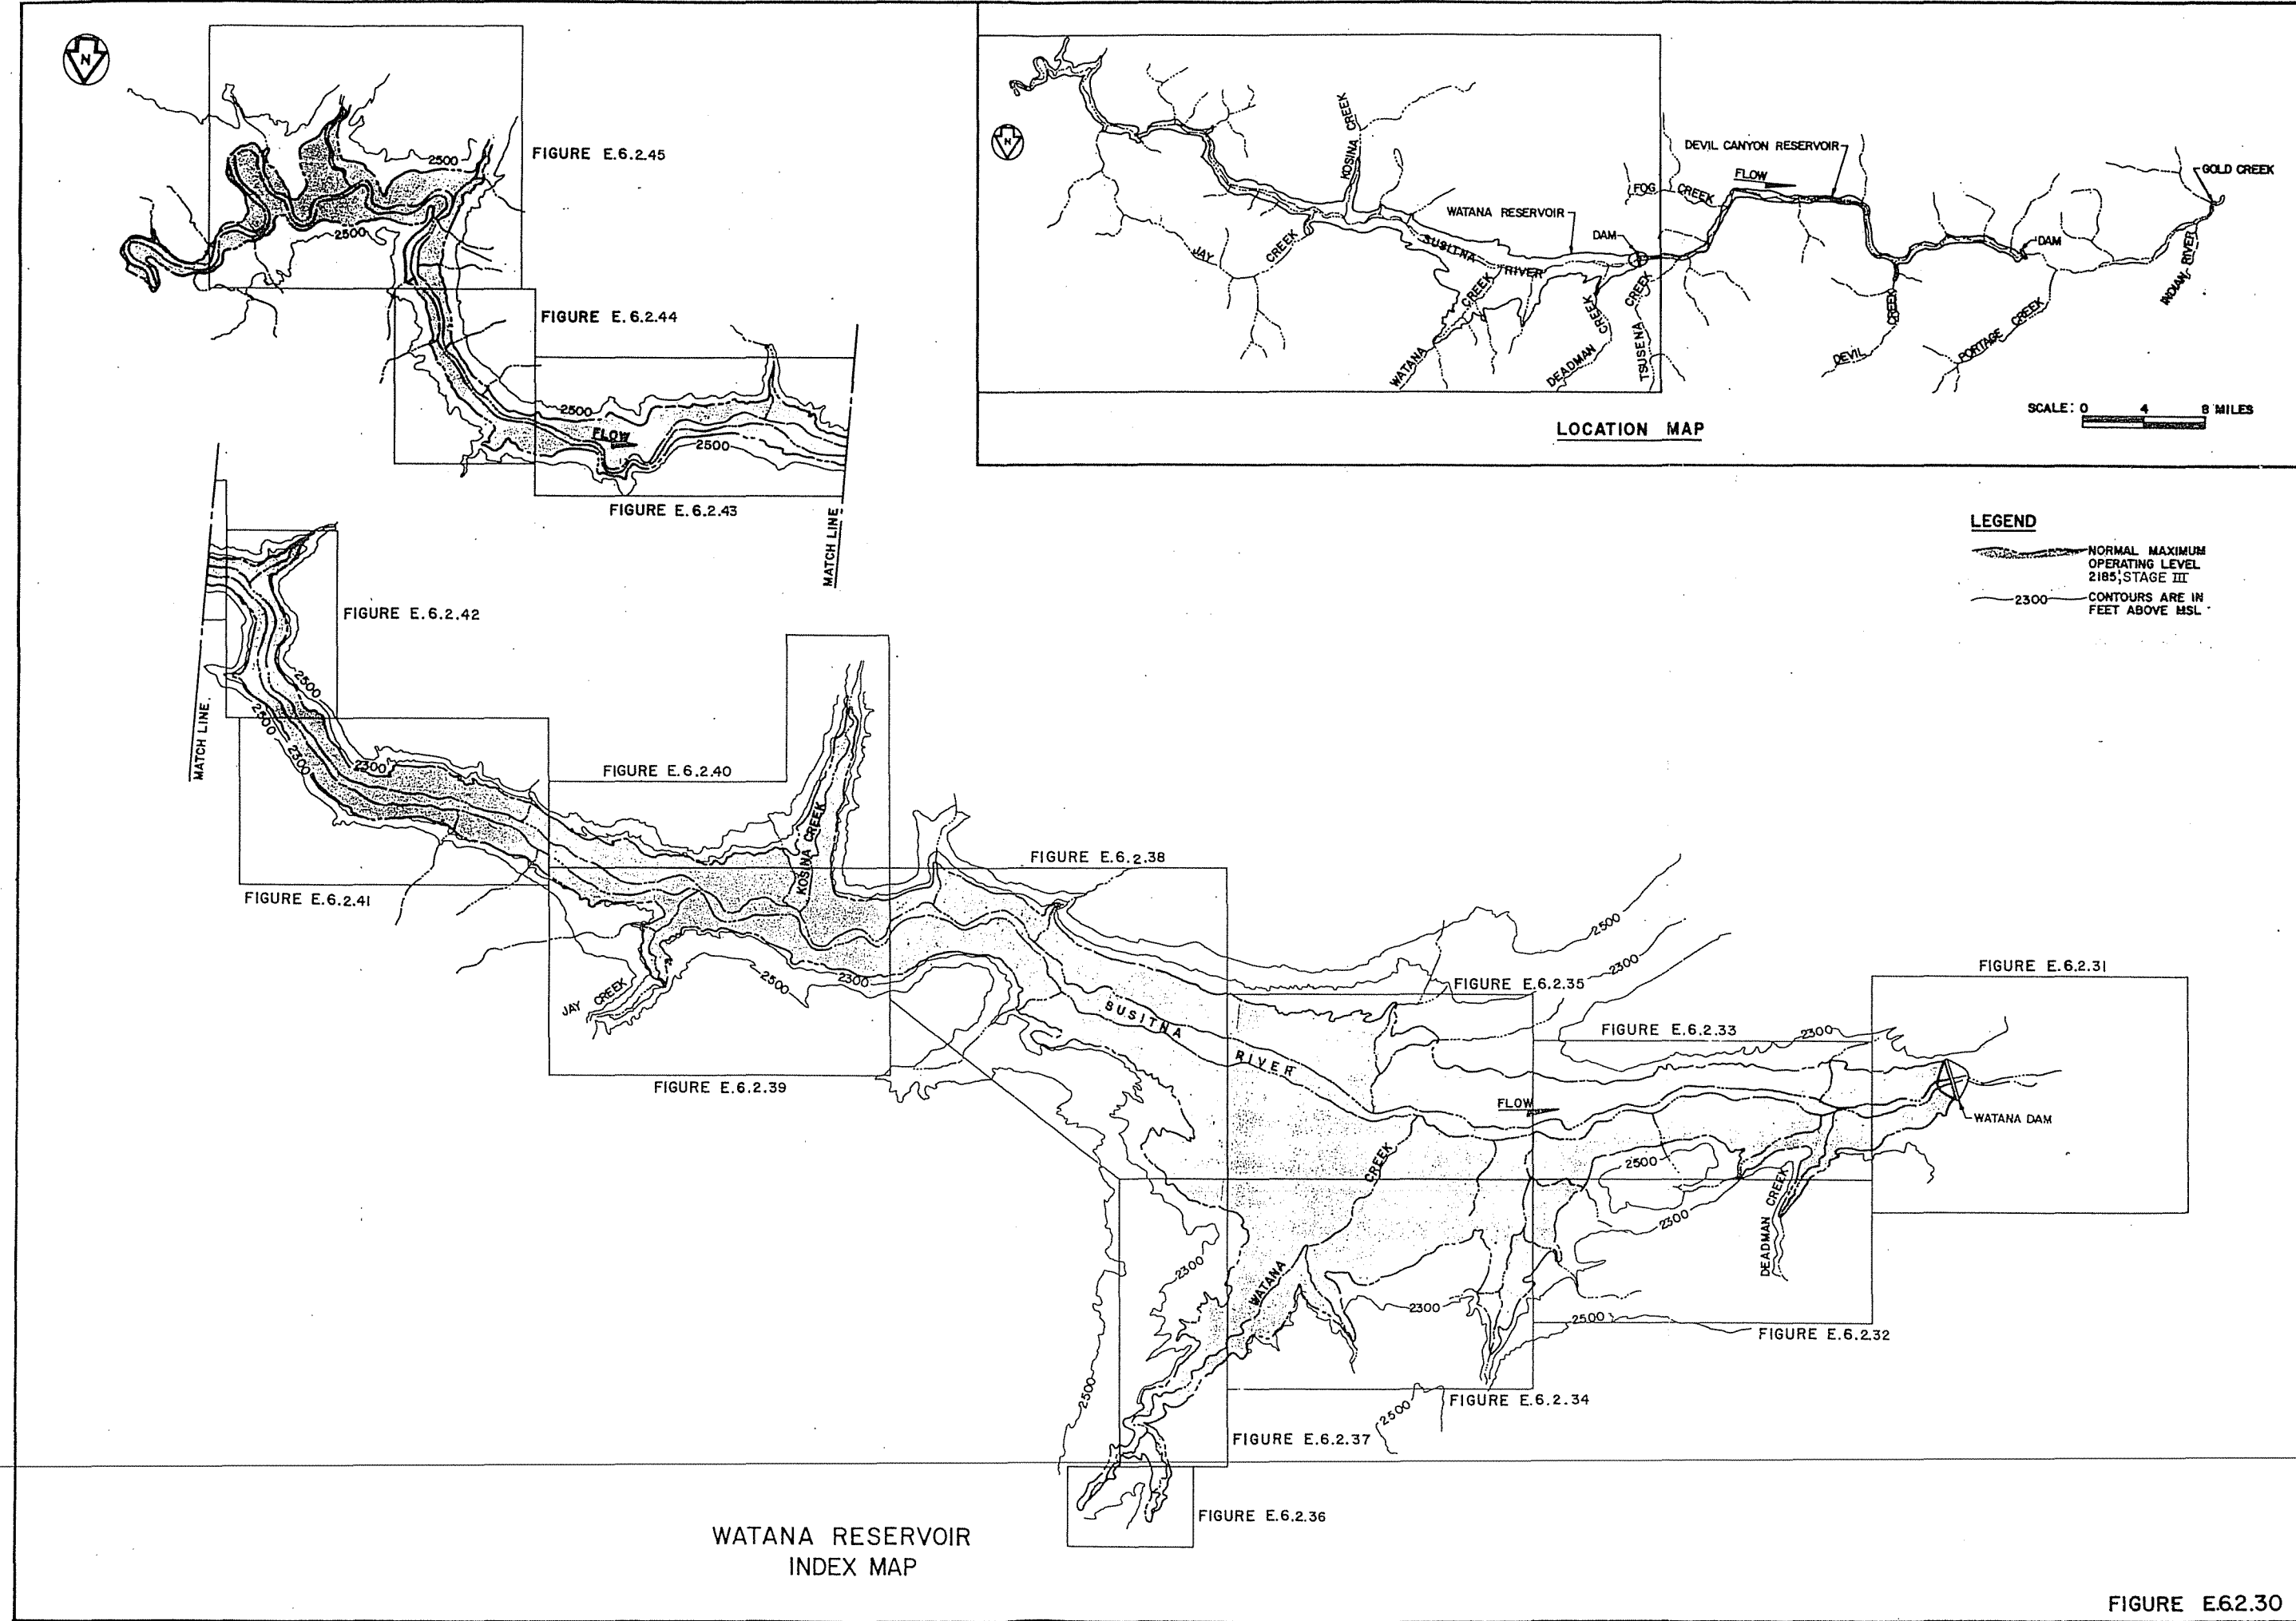 N
FIGURE E.6.2.45
2500
2500
FIGURE E.6.2.44
2500
FLOW
2500
FIGURE E.6.2.43
MATCH LINE
N
KOSINA CREEK
JAY CREEK
WATANA RESERVOIR
SUSITNA RIVER
DAM
WATANA CREEK
DEADMAN CREEK
TSUSENA CREEK
FOG CREEK
DEVIL CANYON RESERVOIR
FLOW
GOLD CREEK
DAM
DEVIL CREEK
PORTAGE CREEK
INDIAN RIVER
SCALE: 0 4 8 MILES
LOCATION MAP
LEGEND
NORMAL MAXIMUM
OPERATING LEVEL
2185', STAGE III
2300
CONTOURS ARE IN
FEET ABOVE MSL
FIGURE E.6.2.42
MATCH LINE
2500
2500
2300
2300
FIGURE E.6.2.41
FIGURE E.6.2.40
KOSINA CREEK
FIGURE E.6.2.38
JAY CREEK
2500
2300
FIGURE E.6.2.39
SUSITNA RIVER
2500
2300
FIGURE E.6.2.35
FIGURE E.6.2.33
2300
FIGURE E.6.2.31
FLOW
WATANA DAM
2500
2300
DEADMAN CREEK
WATANA CREEK
2300
2300
2500
FIGURE E.6.2.32
2500
2500
FIGURE E.6.2.34
FIGURE E.6.2.37
FIGURE E.6.2.36
WATANA RESERVOIR
INDEX MAP
FIGURE E.6.2.30